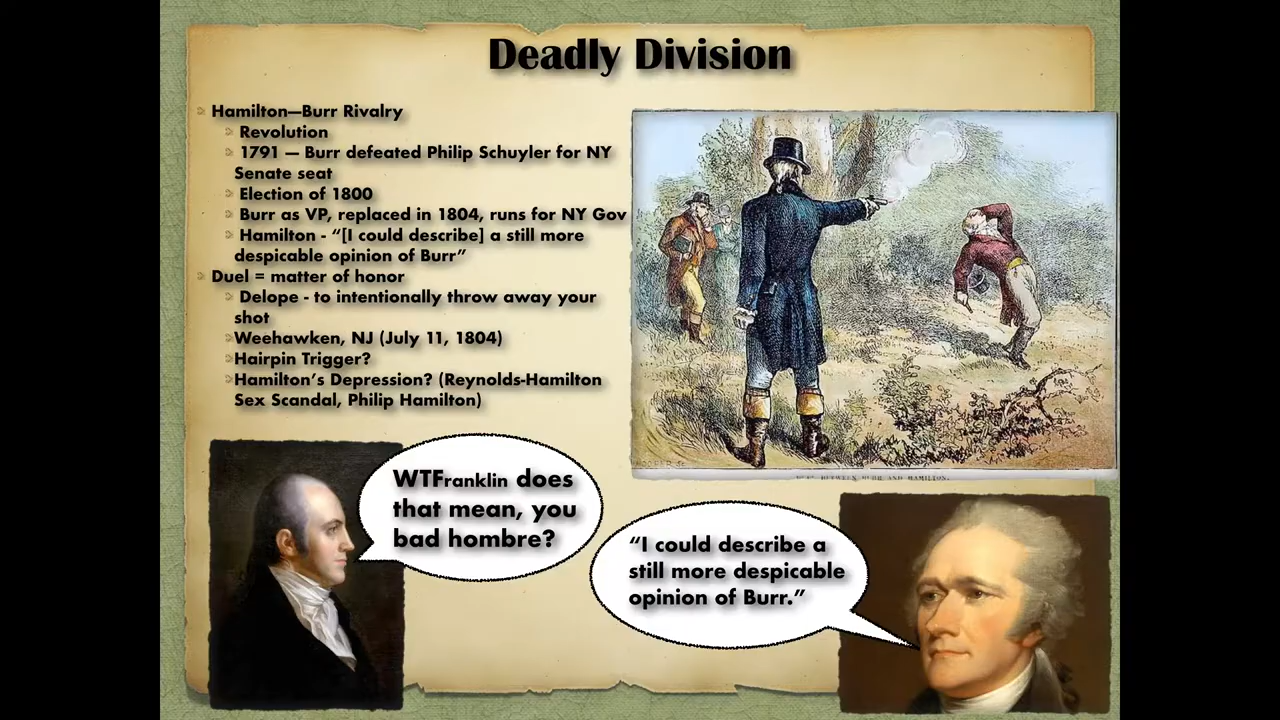 Deadly Division
Hamilton—Burr Rivalry
Revolution
1791 — Burr defeated Philip Schuyler for NY
Senate seat
Election of 1800
Burr as VP, replaced in 1804, runs for NY Gov
Hamilton - “[I could describe] a still more
despicable opinion of Burr”
Duel = matter of honor
Delope - to intentionally throw away your
shot
Weehawken, NJ (July 11, 1804)
Hairpin Trigger?
Hamilton’s Depression? (Reynolds-Hamilton
Sex Scandal, Philip Hamilton)
BETWEEN BURR AND HAMILTON.
WTFranklin does
that mean, you
bad hombre?
“I could describe a
still more despicable
opinion of Burr.”